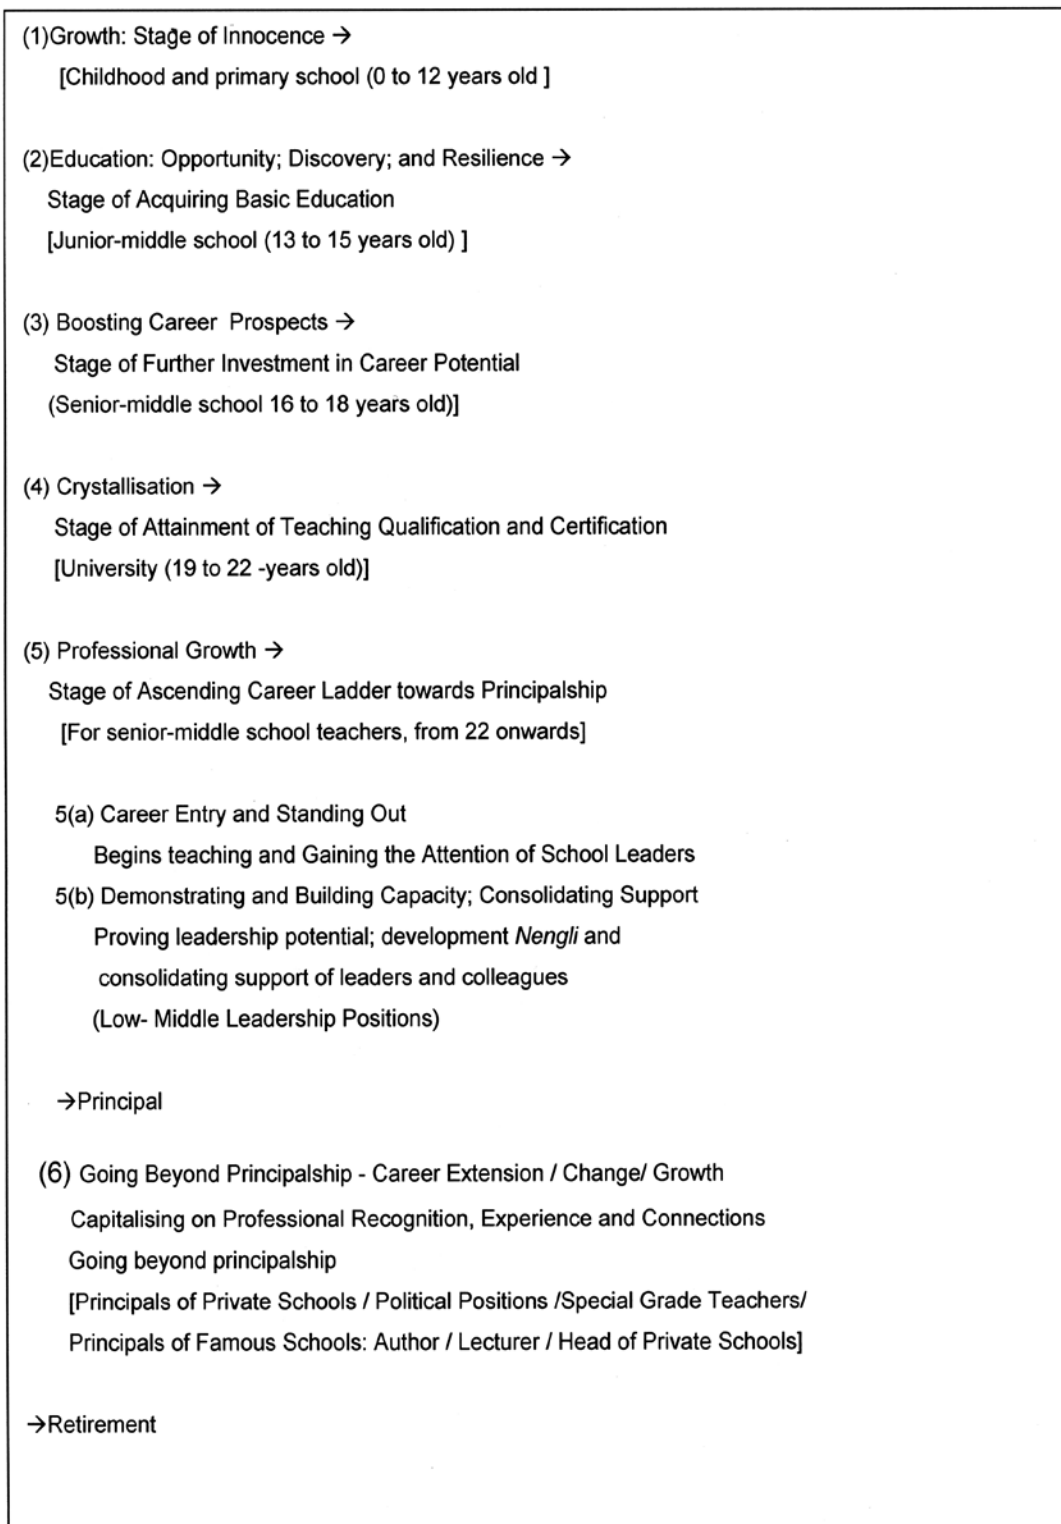 (1)Growth: Stage of Innocence →
[Childhood and primary school (0 to 12 years old ]
(2)Education: Opportunity; Discovery; and Resilience →
Stage of Acquiring Basic Education
[Junior-middle school (13 to 15 years old) ]
(3) Boosting Career Prospects →
Stage of Further Investment in Career Potential
(Senior-middle school 16 to 18 years old)]
(4) Crystallisation →
Stage of Attainment of Teaching Qualification and Certification
[University (19 to 22 -years old)]
(5) Professional Growth →
Stage of Ascending Career Ladder towards Principalship
[For senior-middle school teachers, from 22 onwards]
5(a) Career Entry and Standing Out
Begins teaching and Gaining the Attention of School Leaders
5(b) Demonstrating and Building Capacity; Consolidating Support
Proving leadership potential; development Nengli and
consolidating support of leaders and colleagues
(Low- Middle Leadership Positions)
→Principal
(6) Going Beyond Principalship - Career Extension / Change/ Growth
Capitalising on Professional Recognition, Experience and Connections
Going beyond principalship
[Principals of Private Schools / Political Positions /Special Grade Teachers/
Principals of Famous Schools: Author / Lecturer / Head of Private Schools]
→Retirement